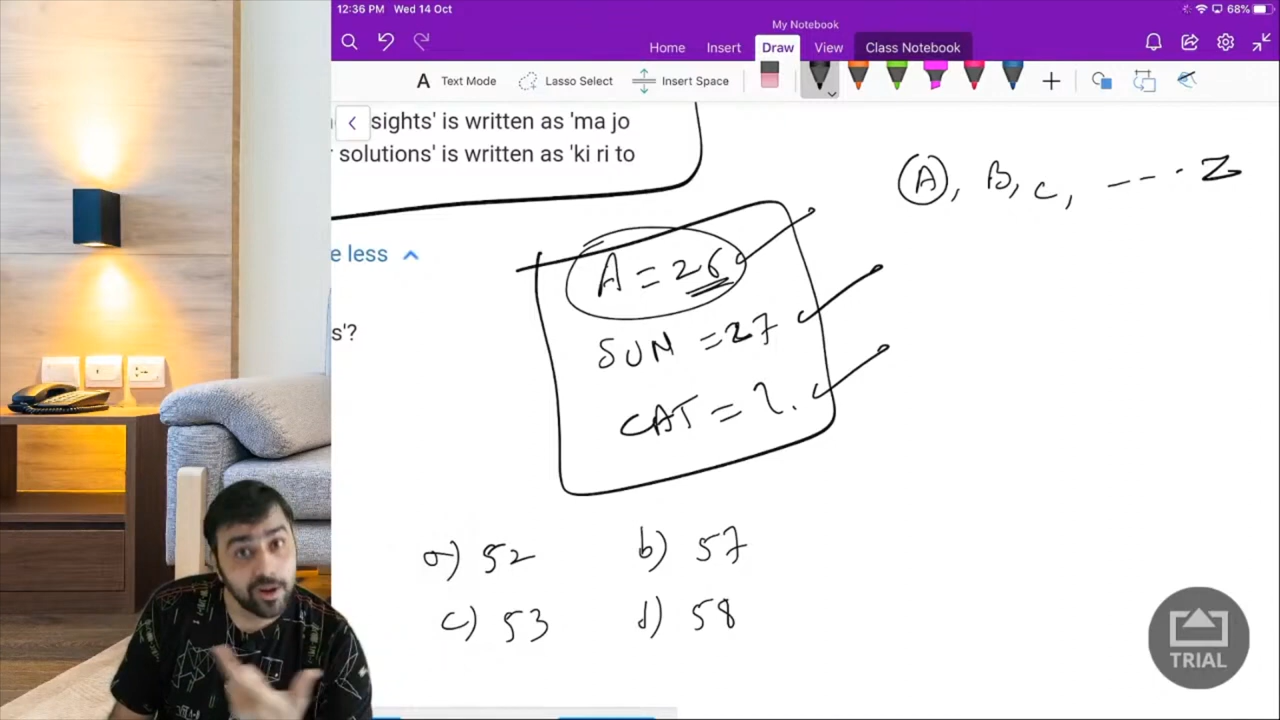 12:36 PM Wed 14 Oct
68%
My Notebook
Home Insert Draw View Class Notebook
A Text Mode Lasso Select Insert Space
sights' is written as 'ma jo
solutions' is written as 'ki ri to
A, B, C, ---- Z
e less
A = 26
SUN = 27
s'?
CAT = ?.
a) 52 b) 57
c) 53 d) 58
TRIAL